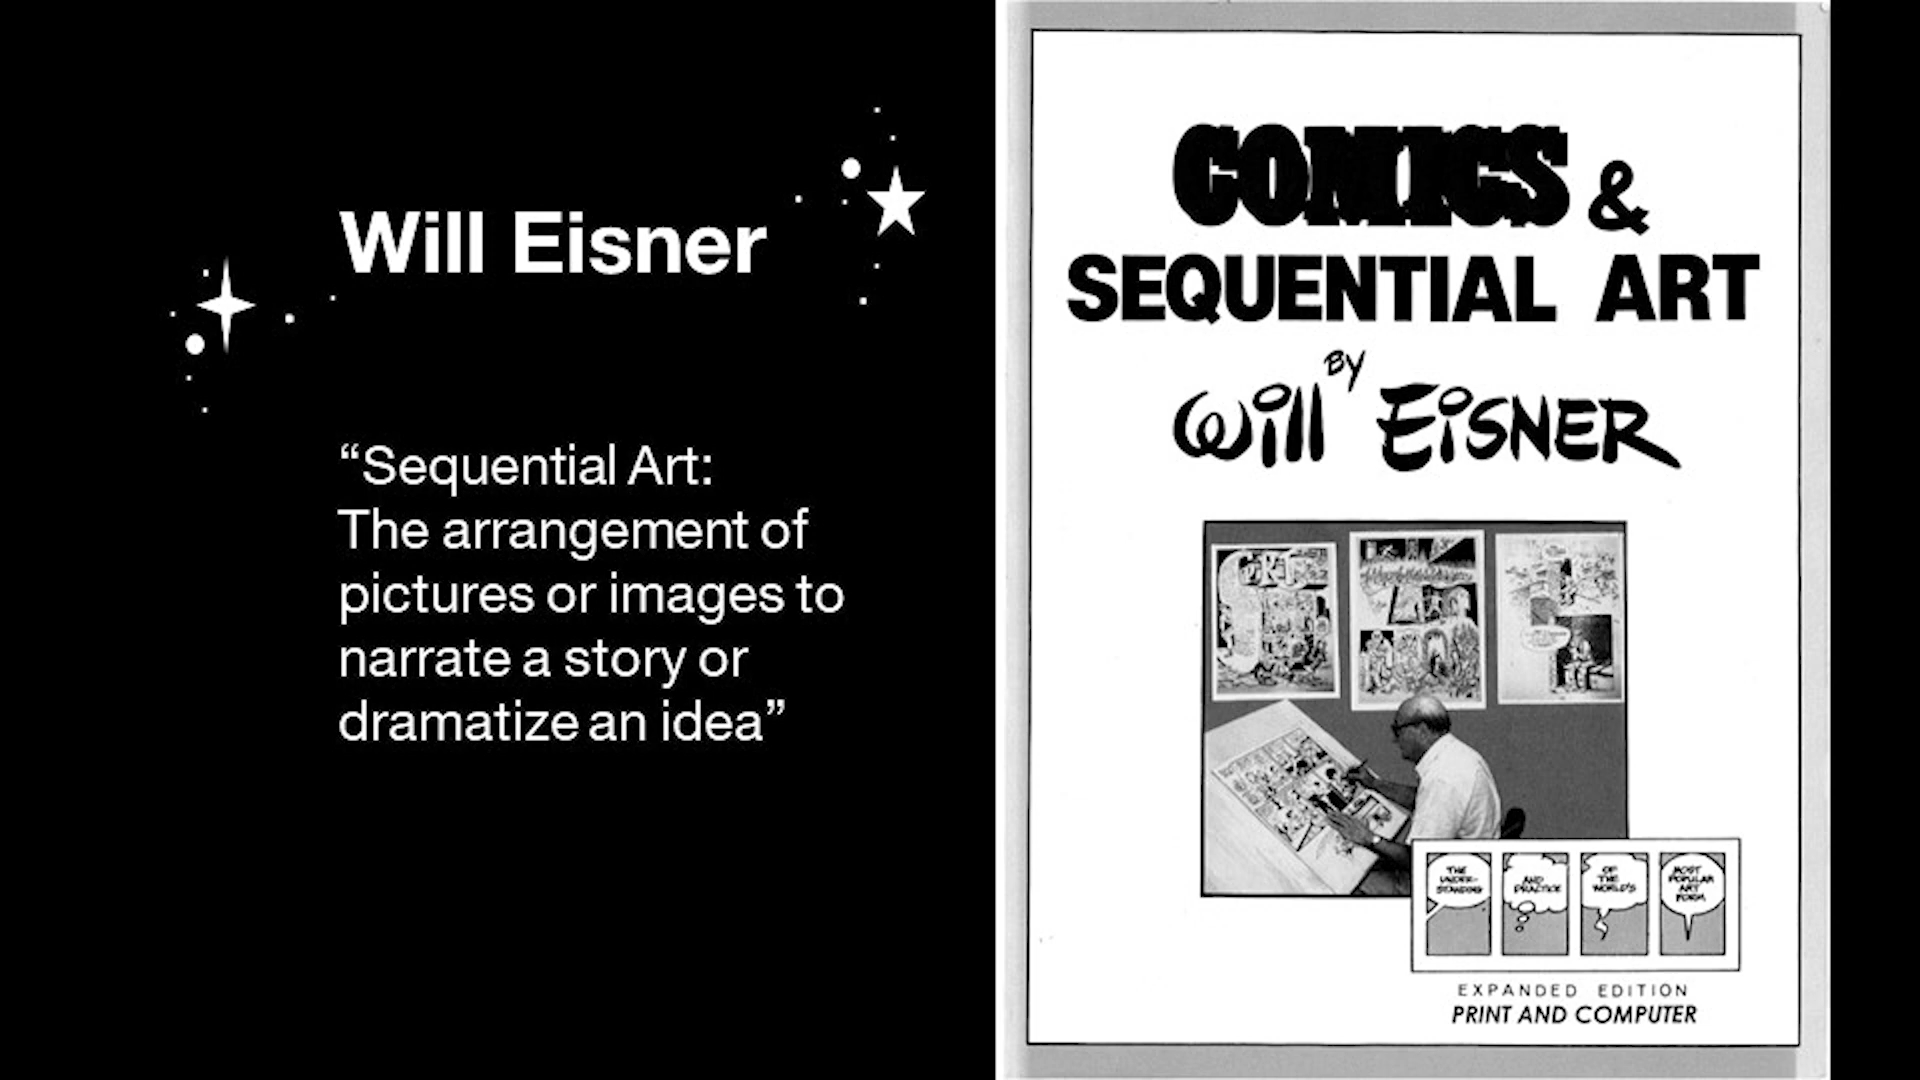 Will Eisner
“Sequential Art:
The arrangement of
pictures or images to
narrate a story or
dramatize an idea”
COMICS &
SEQUENTIAL ART
BY
Will EiSNER
THE
UNDER-
STANDING
AND
PRACTICE
OF
THE
WORLD'S
MOST
POPULAR
ART
FORM
EXPANDED EDITION
PRINT AND COMPUTER